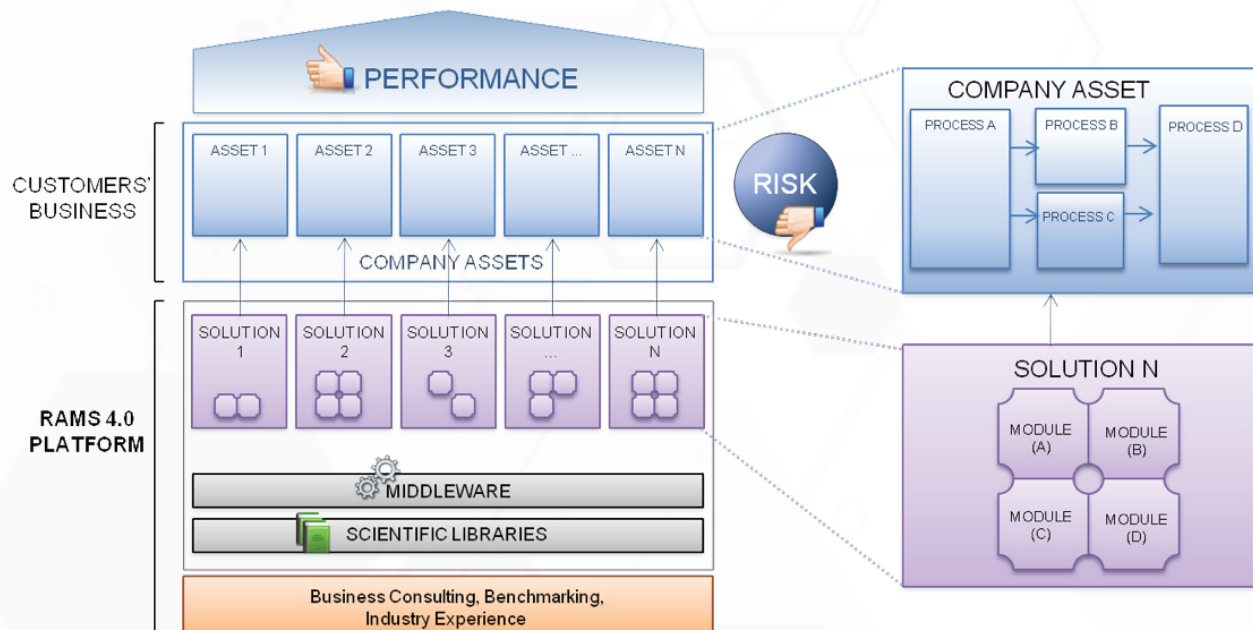 PERFORMANCE
CUSTOMERS'
BUSINESS
ASSET 1
ASSET 2
ASSET 3
ASSET ...
ASSET N
COMPANY ASSETS
RISK
COMPANY ASSET
PROCESS A
PROCESS B
PROCESS C
PROCESS D
RAMS 4.0
PLATFORM
SOLUTION
1
SOLUTION
2
SOLUTION
3
SOLUTION
...
SOLUTION
N
MIDDLEWARE
SCIENTIFIC LIBRARIES
Business Consulting, Benchmarking,
Industry Experience
SOLUTION N
MODULE
(A)
MODULE
(B)
MODULE
(C)
MODULE
(D)